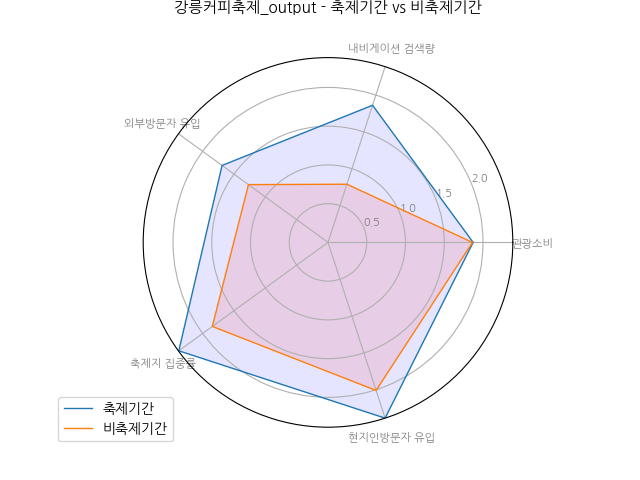 강릉커피축제_output - 축제기간 vs 비축제기간
내비게이션 검색량
외부방문자 유입
2.0
1.5
1.0
0.5
관광소비
축제지 집중률
현지인방문자 유입
축제기간
비축제기간